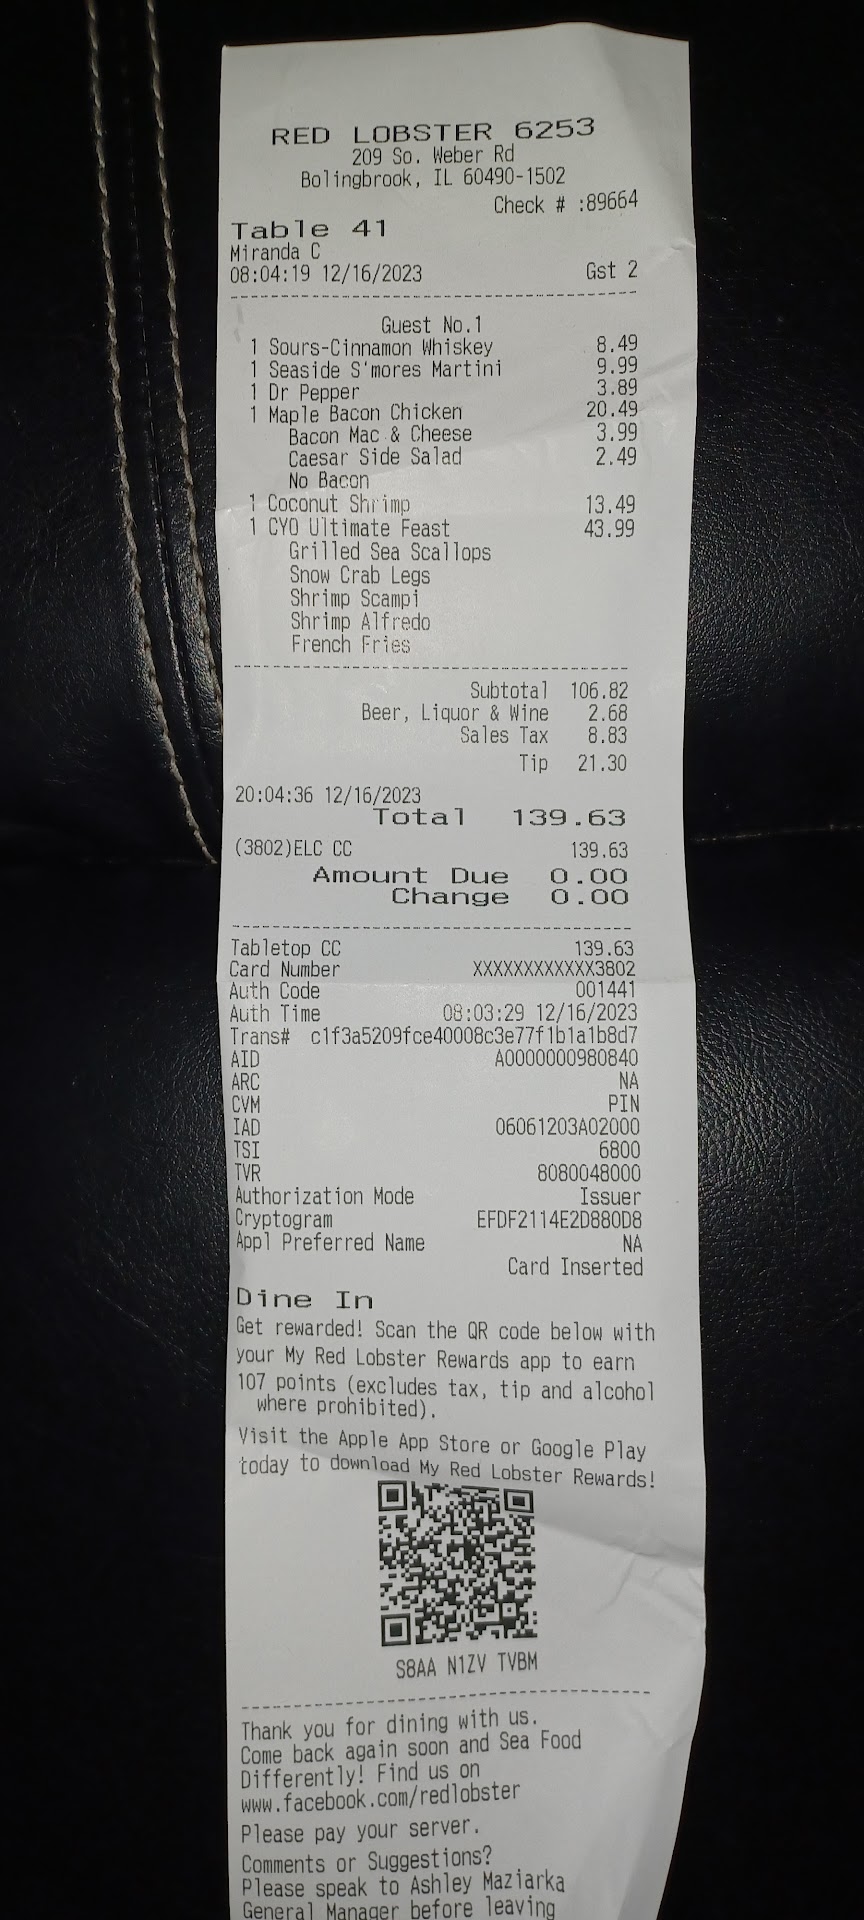 RED LOBSTER 6253
209 So. Weber Rd
Bolingbrook, IL 60490-1502
Check # :89664
Table 41
Miranda C
08:04:19 12/16/2023 Gst 2
Guest No.1
1 Sours-Cinnamon Whiskey 8.49
1 Seaside S'mores Martini 9.99
1 Dr Pepper 3.89
1 Maple Bacon Chicken 20.49
Bacon Mac & Cheese 3.99
Caesar Side Salad 2.49
No Bacon
1 Coconut Shrimp 13.49
1 CYO Ultimate Feast 43.99
Grilled Sea Scallops
Snow Crab Legs
Shrimp Scampi
Shrimp Alfredo
French Fries
Subtotal 106.82
Beer, Liquor & Wine 2.68
Sales Tax 8.83
Tip 21.30
20:04:36 12/16/2023
Total 139.63
(3802)ELC CC 139.63
Amount Due 0.00
Change 0.00
Tabletop CC 139.63
Card Number XXXXXXXXXXXX3802
Auth Code 001441
Auth Time 08:03:29 12/16/2023
Trans# c1f3a5209fce40008c3e77f1b1a1b8d7
AID A0000000980840
ARC NA
CVM PIN
IAD 06061203A02000
TSI 6800
TVR 8080048000
Authorization Mode Issuer
Cryptogram EFDF2114E2D880D8
Appl Preferred Name NA
Card Inserted
Dine In
Get rewarded! Scan the QR code below with
your My Red Lobster Rewards app to earn
107 points (excludes tax, tip and alcohol
where prohibited).
Visit the Apple App Store or Google Play
today to download My Red Lobster Rewards!
S8AA N1ZV TVBM
Thank you for dining with us.
Come back again soon and Sea Food
Differently! Find us on
www.facebook.com/redlobster
Please pay your server.
Comments or Suggestions?
Please speak to Ashley Maziarka
General Manager before leaving